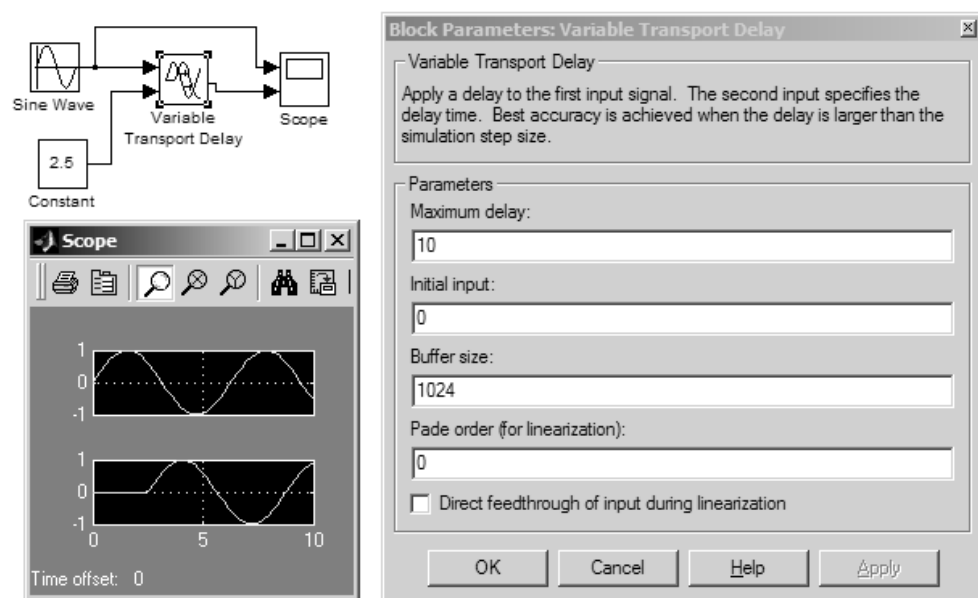 Sine Wave
Variable
Transport Delay
Scope
2.5
Constant
Scope
1
0
-1
1
0
-1
0
5
10
Time offset: 0
Block Parameters: Variable Transport Delay
Variable Transport Delay
Apply a delay to the first input signal. The second input specifies the
delay time. Best accuracy is achieved when the delay is larger than the
simulation step size.
Parameters
Maximum delay:
10
Initial input:
0
Buffer size:
1024
Pade order (for linearization):
0
Direct feedthrough of input during linearization
OK
Cancel
Help
Apply